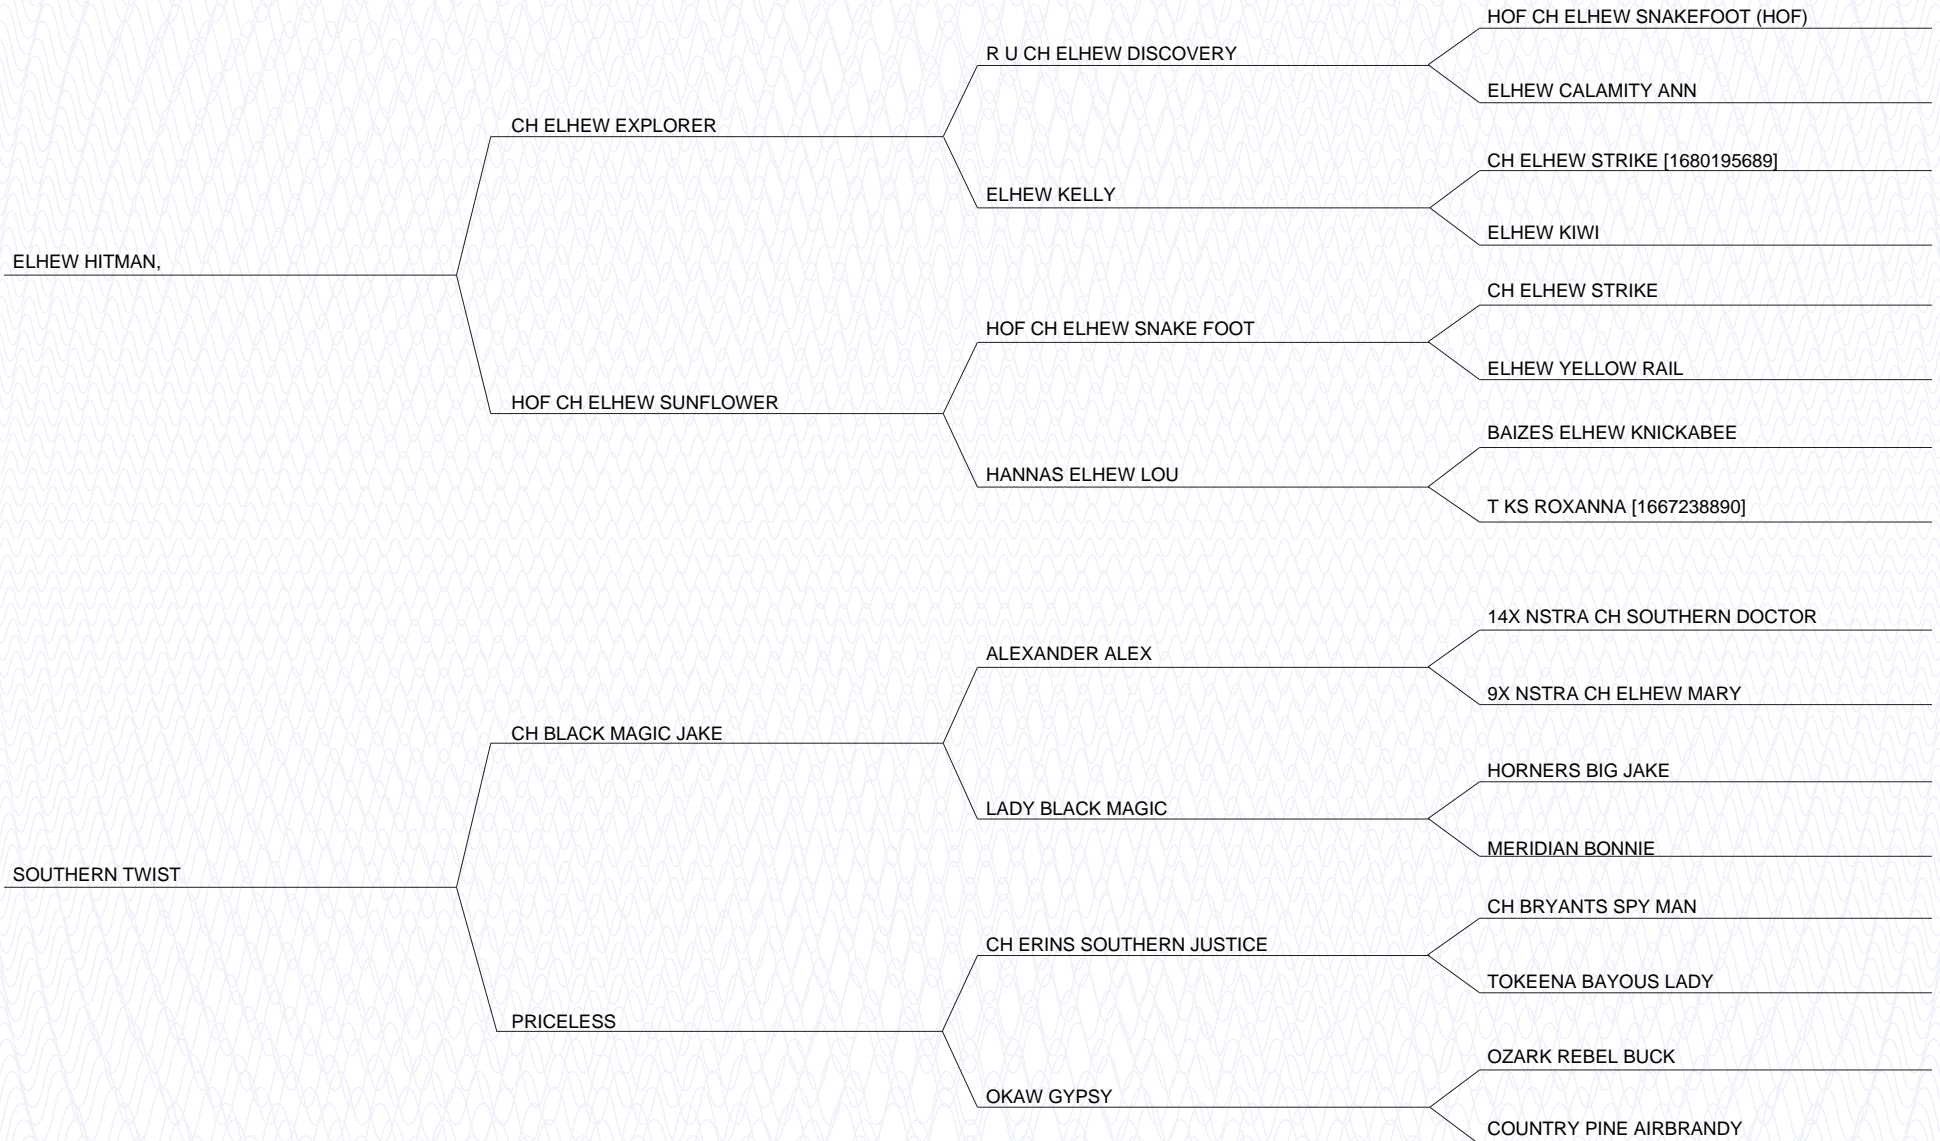 HOF CH ELHEW SNAKEFOOT (HOF)
R U CH ELHEW DISCOVERY
ELHEW CALAMITY ANN
CH ELHEW EXPLORER
CH ELHEW STRIKE [1680195689]
ELHEW KELLY
ELHEW KIWI
ELHEW HITMAN,
CH ELHEW STRIKE
HOF CH ELHEW SNAKE FOOT
ELHEW YELLOW RAIL
HOF CH ELHEW SUNFLOWER
BAIZES ELHEW KNICKABEE
HANNAS ELHEW LOU
T KS ROXANNA [1667238890]
14X NSTRA CH SOUTHERN DOCTOR
ALEXANDER ALEX
9X NSTRA CH ELHEW MARY
CH BLACK MAGIC JAKE
HORNERS BIG JAKE
LADY BLACK MAGIC
MERIDIAN BONNIE
SOUTHERN TWIST
CH BRYANTS SPY MAN
CH ERINS SOUTHERN JUSTICE
TOKEENA BAYOUS LADY
PRICELESS
OZARK REBEL BUCK
OKAW GYPSY
COUNTRY PINE AIRBRANDY